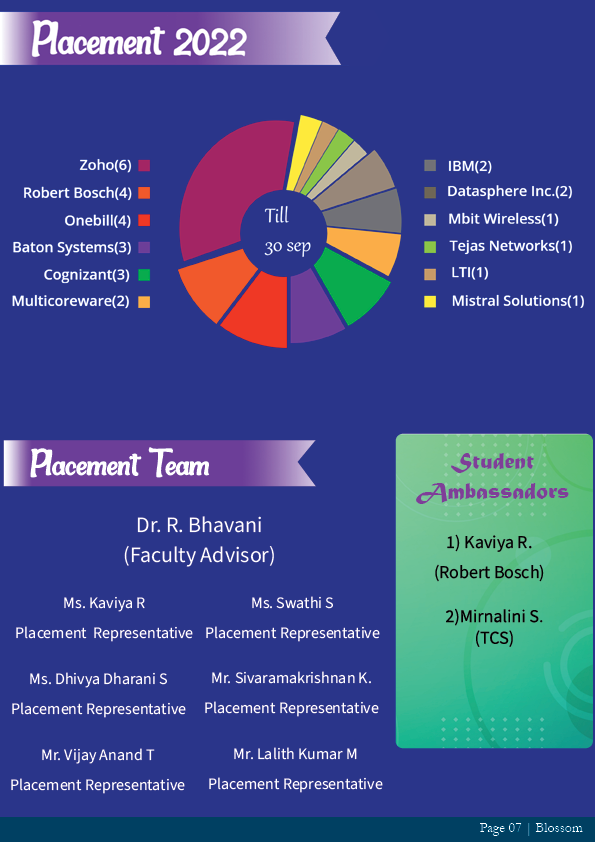 Placement 2022
Zoho(6)
Robert Bosch(4)
Onebill(4)
Baton Systems(3)
Cognizant(3)
Multicoreware(2)
Till
30 sep
IBM(2)
Datasphere Inc.(2)
Mbit Wireless(1)
Tejas Networks(1)
LTI(1)
Mistral Solutions(1)
Placement Team
Dr. R. Bhavani
(Faculty Advisor)
Ms. Kaviya R
Placement Representative
Ms. Swathi S
Placement Representative
Ms. Dhivya Dharani S
Placement Representative
Mr. Sivaramakrishnan K.
Placement Representative
Mr. Vijay Anand T
Placement Representative
Mr. Lalith Kumar M
Placement Representative
Student
Ambassadors
1) Kaviya R.
(Robert Bosch)
2)Mirnalini S.
(TCS)
Page 07 | Blossom